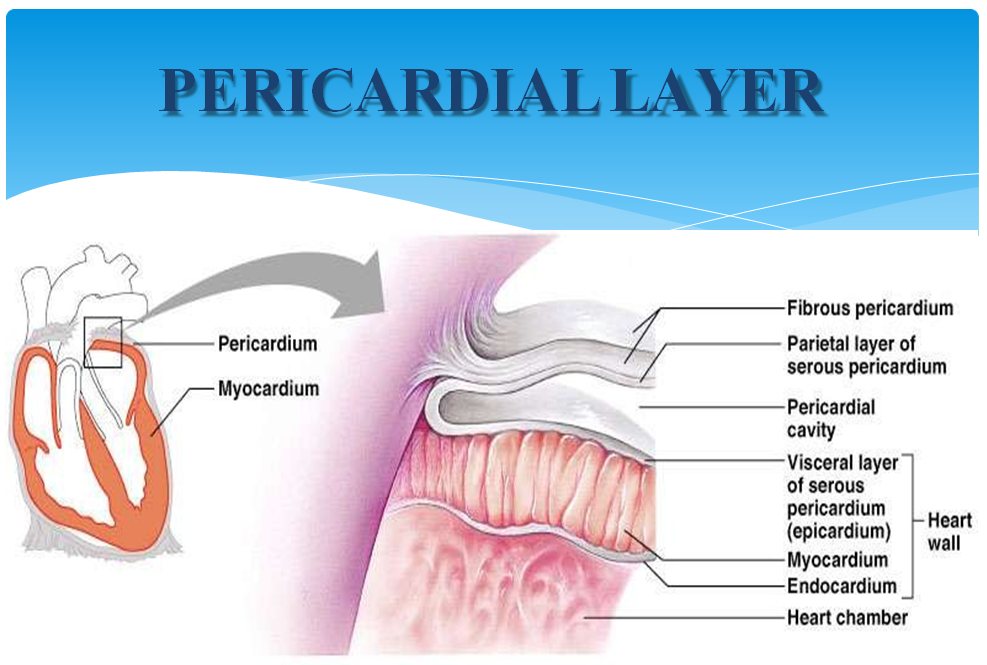 PERICARDIAL LAYER
Pericardium
Myocardium
Fibrous pericardium
Parietal layer of
serous pericardium
Pericardial
cavity
Visceral layer
of serous
pericardium
(epicardium)
Heart
wall
Myocardium
Endocardium
Heart chamber